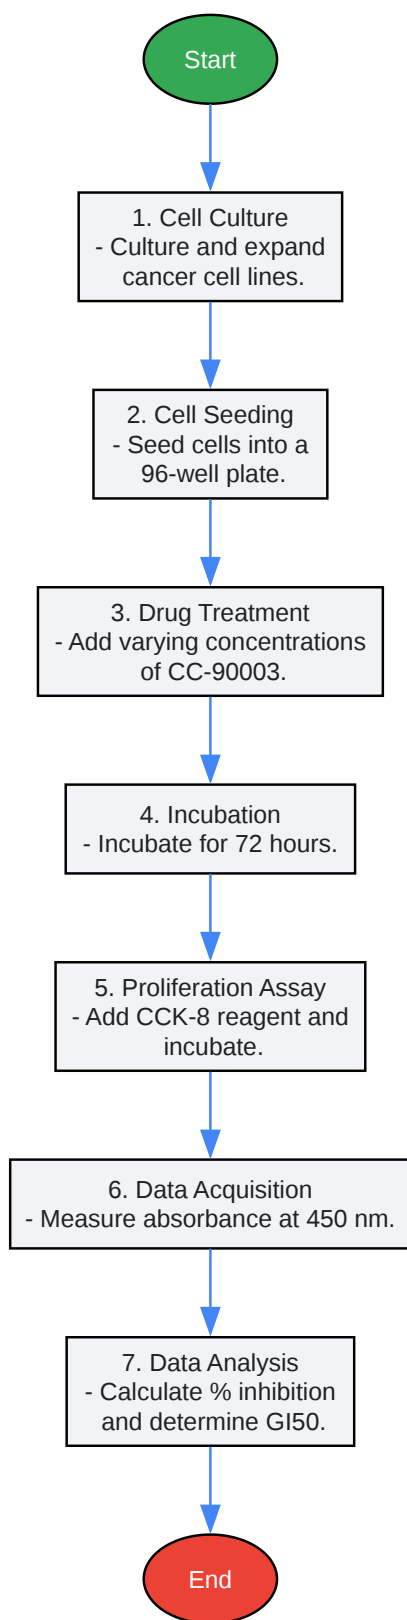 Start
1. Cell Culture
- Culture and expand
cancer cell lines.
2. Cell Seeding
- Seed cells into a
96-well plate.
3. Drug Treatment
- Add varying concentrations
of CC-90003.
4. Incubation
- Incubate for 72 hours.
5. Proliferation Assay
- Add CCK-8 reagent and
incubate.
6. Data Acquisition
- Measure absorbance at 450 nm.
7. Data Analysis
- Calculate % inhibition
and determine GI50.
End